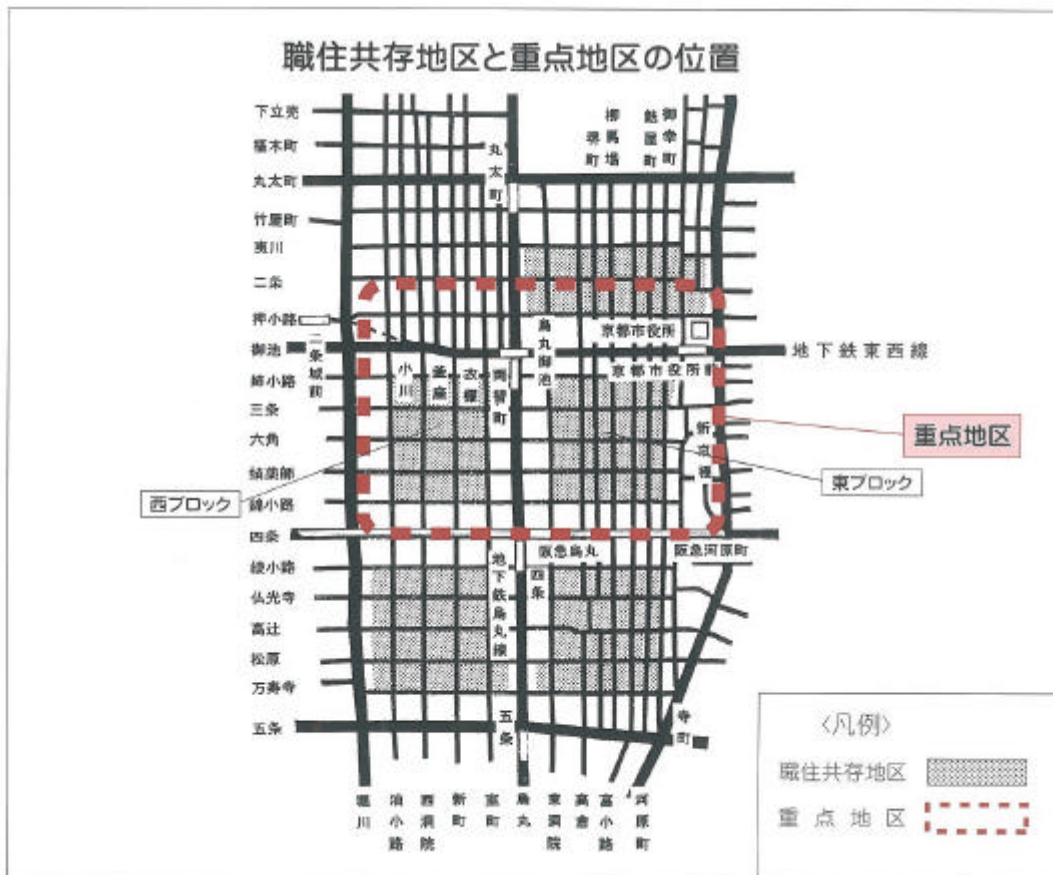 職住共存地区と重点地区の位置
下立売
椹木町
丸太町
竹屋町
夷川
二条
押小路
御池
姉小路
三条
六角
蛸薬師
錦小路
四条
綾小路
仏光寺
高辻
松原
万寿寺
五条
丸太町
堺町
柳馬場
麩屋町
御幸町
二条城前
小川
釜座
衣棚
両替町
烏丸御池
京都市役所
京都市役所前
地下鉄東西線
新京極
重点地区
東ブロック
西ブロック
阪急烏丸
阪急河原町
地下鉄烏丸線
四条
五条
寺町
堀川
油小路
西洞院
新町
室町
烏丸
東洞院
高倉
富小路
河原町
〈凡例〉
職住共存地区
重点地区